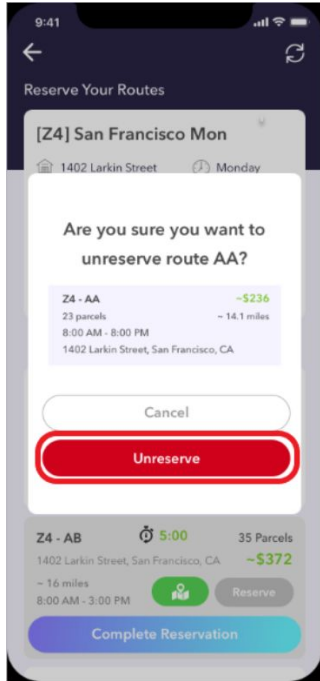 9:41
Reserve Your Routes
[Z4] San Francisco Mon
1402 Larkin Street Monday
Are you sure you want to
unreserve route AA?
Z4 - AA ~$236
23 parcels ~ 14.1 miles
8:00 AM - 8:00 PM
1402 Larkin Street, San Francisco, CA
Cancel
Unreserve
Z4 - AB 5:00 35 Parcels
1402 Larkin Street, San Francisco, CA ~$372
~ 16 miles
8:00 AM - 3:00 PM Reserve
Complete Reservation